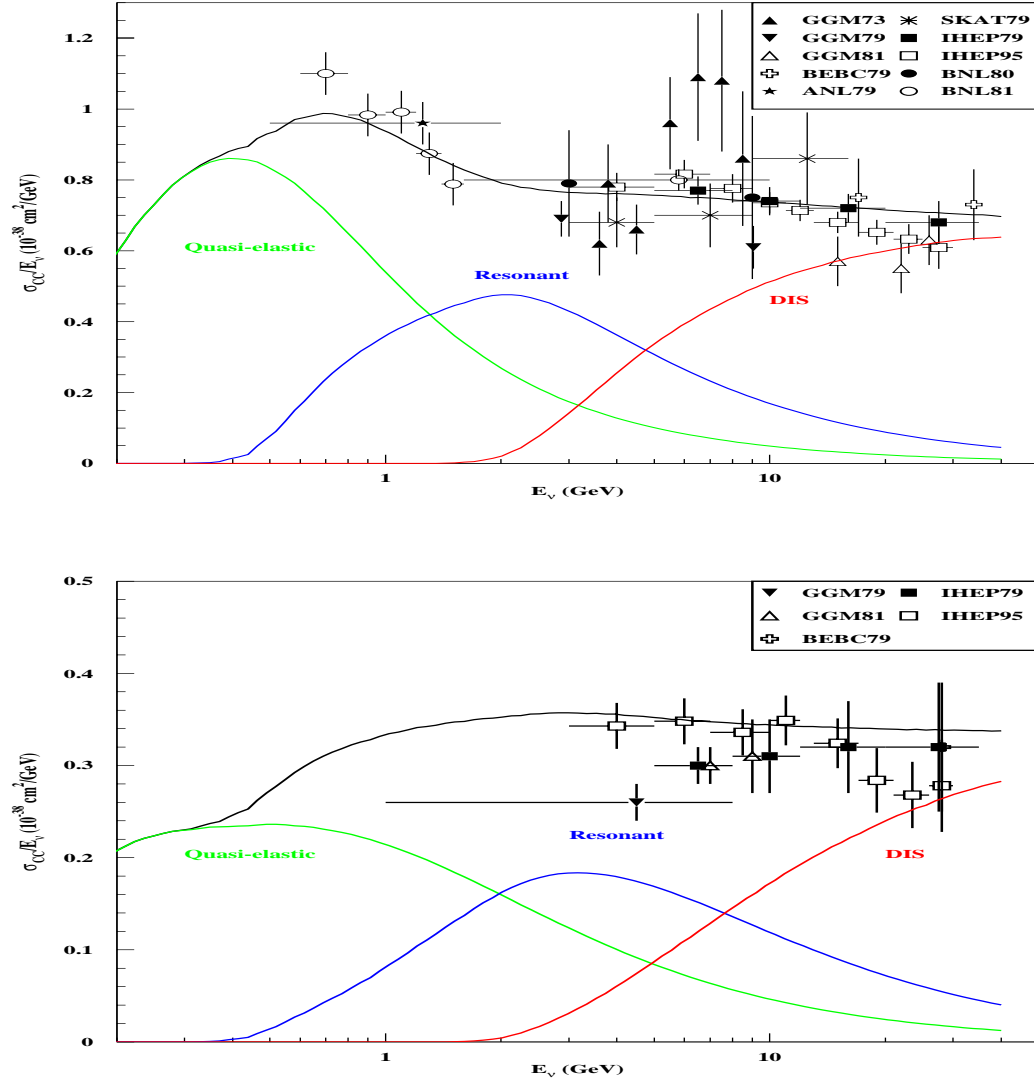 GGM73
SKAT79
GGM79
IHEP79
GGM81
IHEP95
BEBC79
BNL80
ANL79
BNL81
σCC/Eν (10⁻³⁸ cm²/GeV)
1.2
1
0.8
0.6
0.4
0.2
0
Quasi-elastic
Resonant
DIS
1
10
Eν (GeV)
GGM79
IHEP79
GGM81
IHEP95
BEBC79
σCC/Eν (10⁻³⁸ cm²/GeV)
0.5
0.4
0.3
0.2
0.1
0
Quasi-elastic
Resonant
DIS
1
10
Eν (GeV)